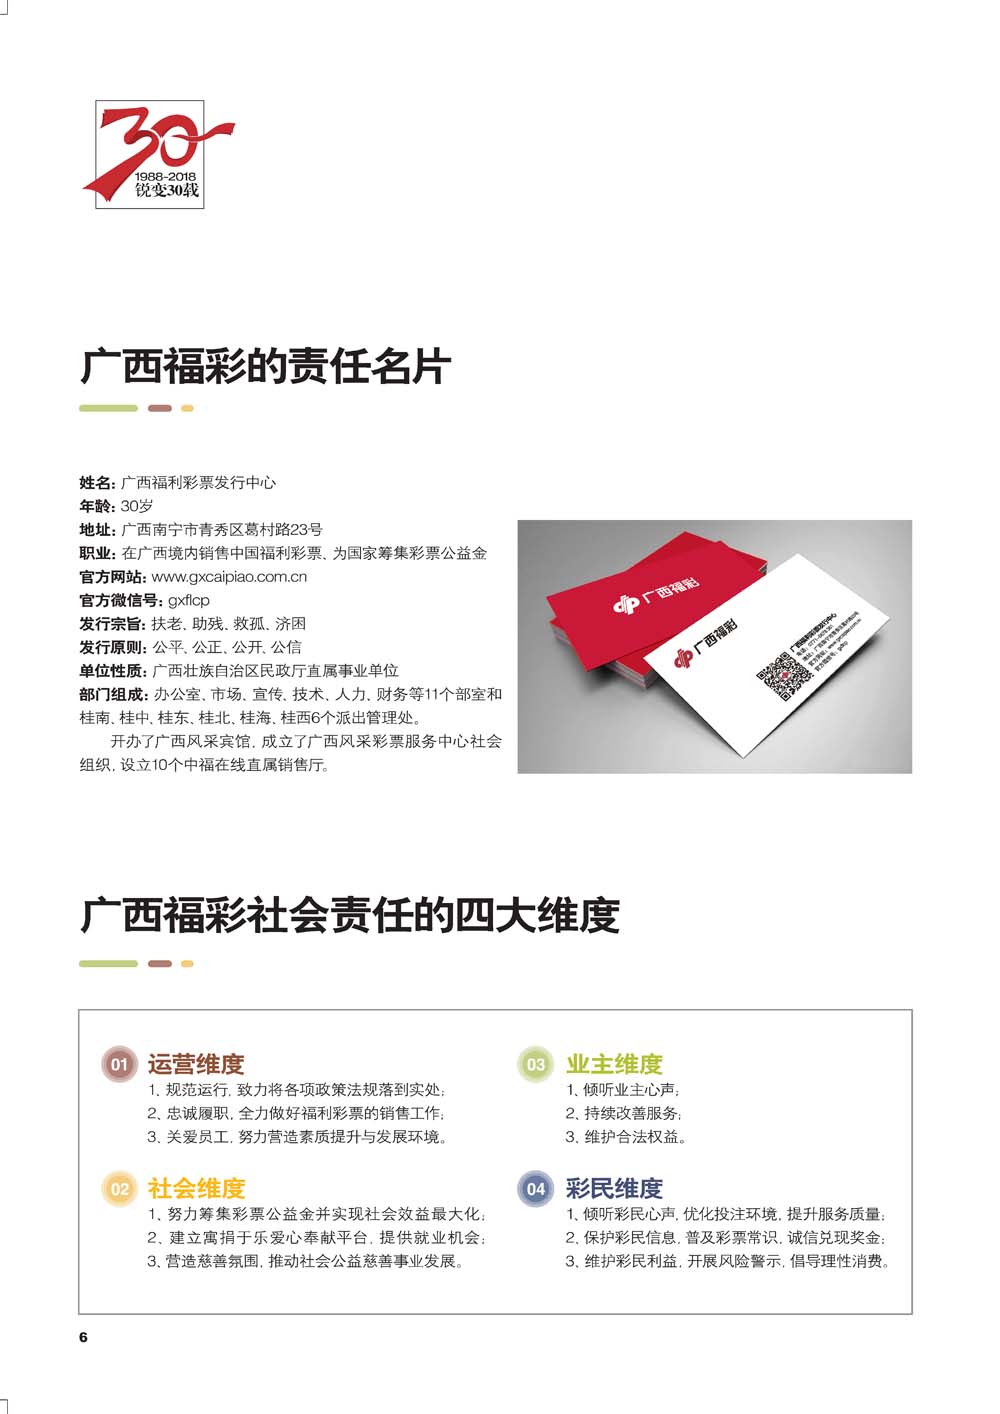 1988-2018
锐变30载
广西福彩的责任名片
姓名: 广西福利彩票发行中心
年龄: 30岁
地址: 广西南宁市青秀区葛村路23号
职业: 在广西境内销售中国福利彩票、为国家筹集彩票公益金
官方网站: www.gxcaipiao.com.cn
官方微信号: gxflcp
发行宗旨: 扶老、助残、救孤、济困
发行原则: 公平、公正、公开、公信
单位性质: 广西壮族自治区民政厅直属事业单位
部门组成: 办公室、市场、宣传、技术、人力、财务等11个部室和
桂南、桂中、桂东、桂北、桂海、桂西6个派出管理处。
开办了广西风采宾馆, 成立了广西风采彩票服务中心社会
组织, 设立10个中福在线直属销售厅。
广西福彩
广西福彩
广西福利彩票发行中心
广西福彩社会责任的四大维度
01 运营维度
1、规范运行, 致力将各项政策法规落到实处;
2、忠诚履职, 全力做好福利彩票的销售工作;
3、关爱员工, 努力营造素质提升与发展环境。
02 社会维度
1、努力筹集彩票公益金并实现社会效益最大化;
2、建立寓捐于乐爱心奉献平台, 提供就业机会;
3、营造慈善氛围, 推动社会公益慈善事业发展。
03 业主维度
1、倾听业主心声;
2、持续改善服务;
3、维护合法权益。
04 彩民维度
1、倾听彩民心声, 优化投注环境, 提升服务质量;
2、保护彩民信息, 普及彩票常识, 诚信兑现奖金;
3、维护彩民利益, 开展风险警示, 倡导理性消费。
6